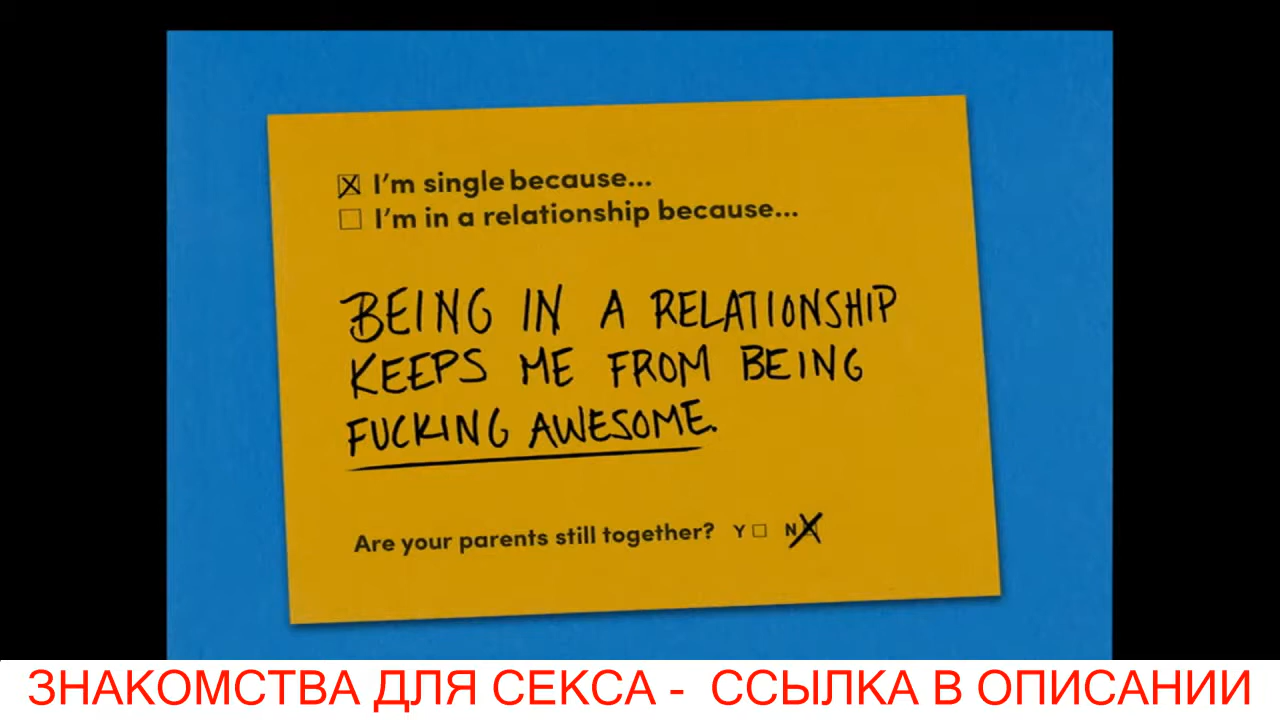 I'm single because...
I'm in a relationship because...
BEING IN A RELATIONSHIP
KEEPS ME FROM BEING
FUCKING AWESOME.
Are your parents still together? Y N
ЗНАКОМСТВА ДЛЯ СЕКСА - ССЫЛКА В ОПИСАНИИ